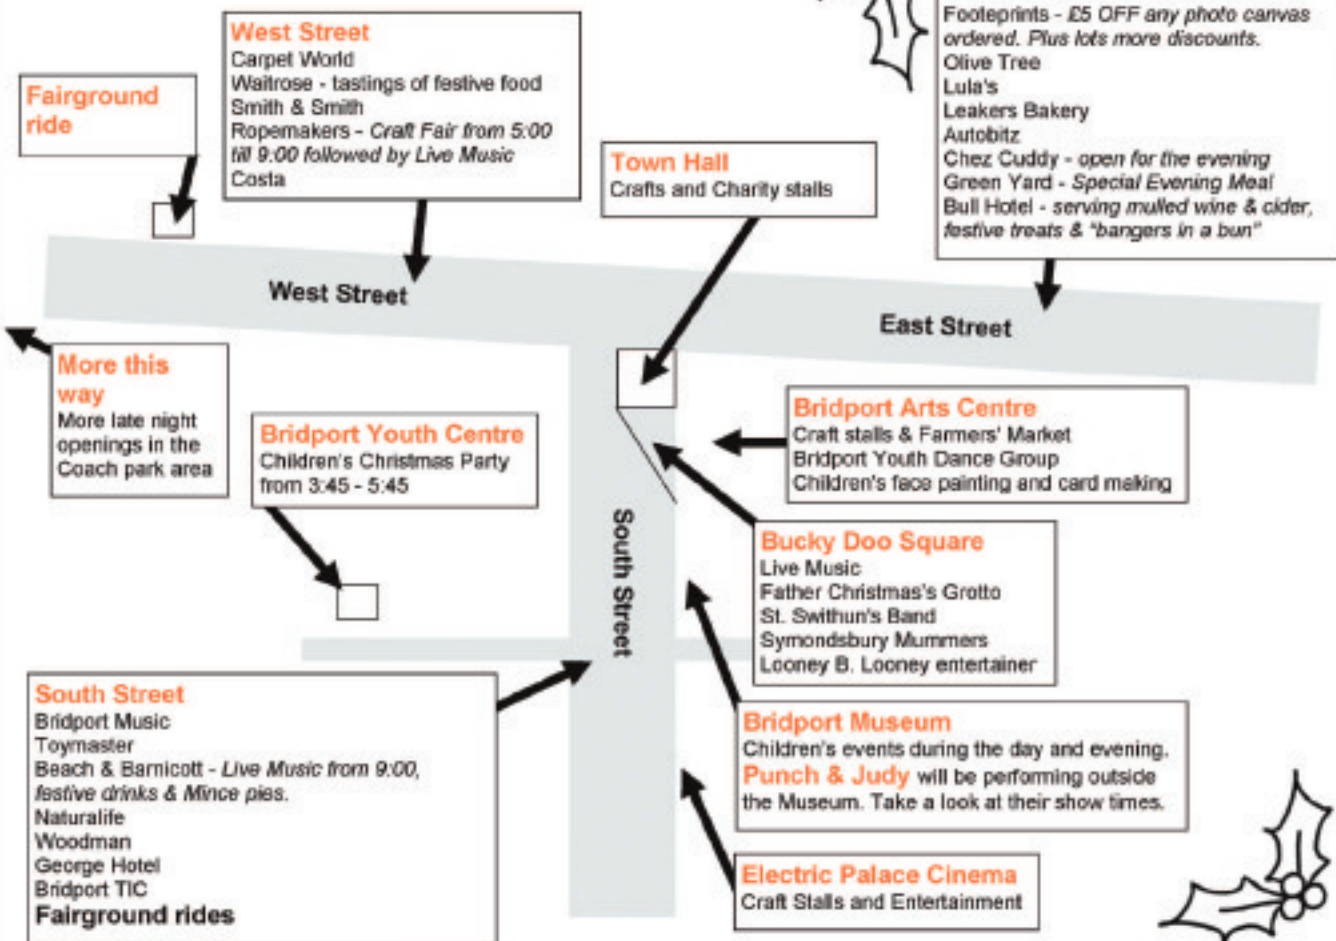 Footeprints - £5 OFF any photo canvas
ordered. Plus lots more discounts.
Olive Tree
Lula's
Leakers Bakery
Autobitz
Chez Cuddy - open for the evening
Green Yard - Special Evening Meal
Bull Hotel - serving mulled wine & cider,
festive treats & "bangers in a bun"
West Street
Carpet World
Waitrose - tastings of festive food
Smith & Smith
Ropemakers - Craft Fair from 5:00
till 9:00 followed by Live Music
Costa
Fairground
ride
Town Hall
Crafts and Charity stalls
West Street
East Street
More this
way
More late night
openings in the
Coach park area
Bridport Youth Centre
Children's Christmas Party
from 3:45 - 5:45
Bridport Arts Centre
Craft stalls & Farmers' Market
Bridport Youth Dance Group
Children's face painting and card making
South Street
Bucky Doo Square
Live Music
Father Christmas's Grotto
St. Swithun's Band
Symondsbury Mummers
Looney B. Looney entertainer
South Street
Bridport Music
Toymaster
Beach & Barnicott - Live Music from 9:00,
festive drinks & Mince pies.
Naturalife
Woodman
George Hotel
Bridport TIC
Fairground rides
Bridport Museum
Children's events during the day and evening.
Punch & Judy will be performing outside
the Museum. Take a look at their show times.
Electric Palace Cinema
Craft Stalls and Entertainment